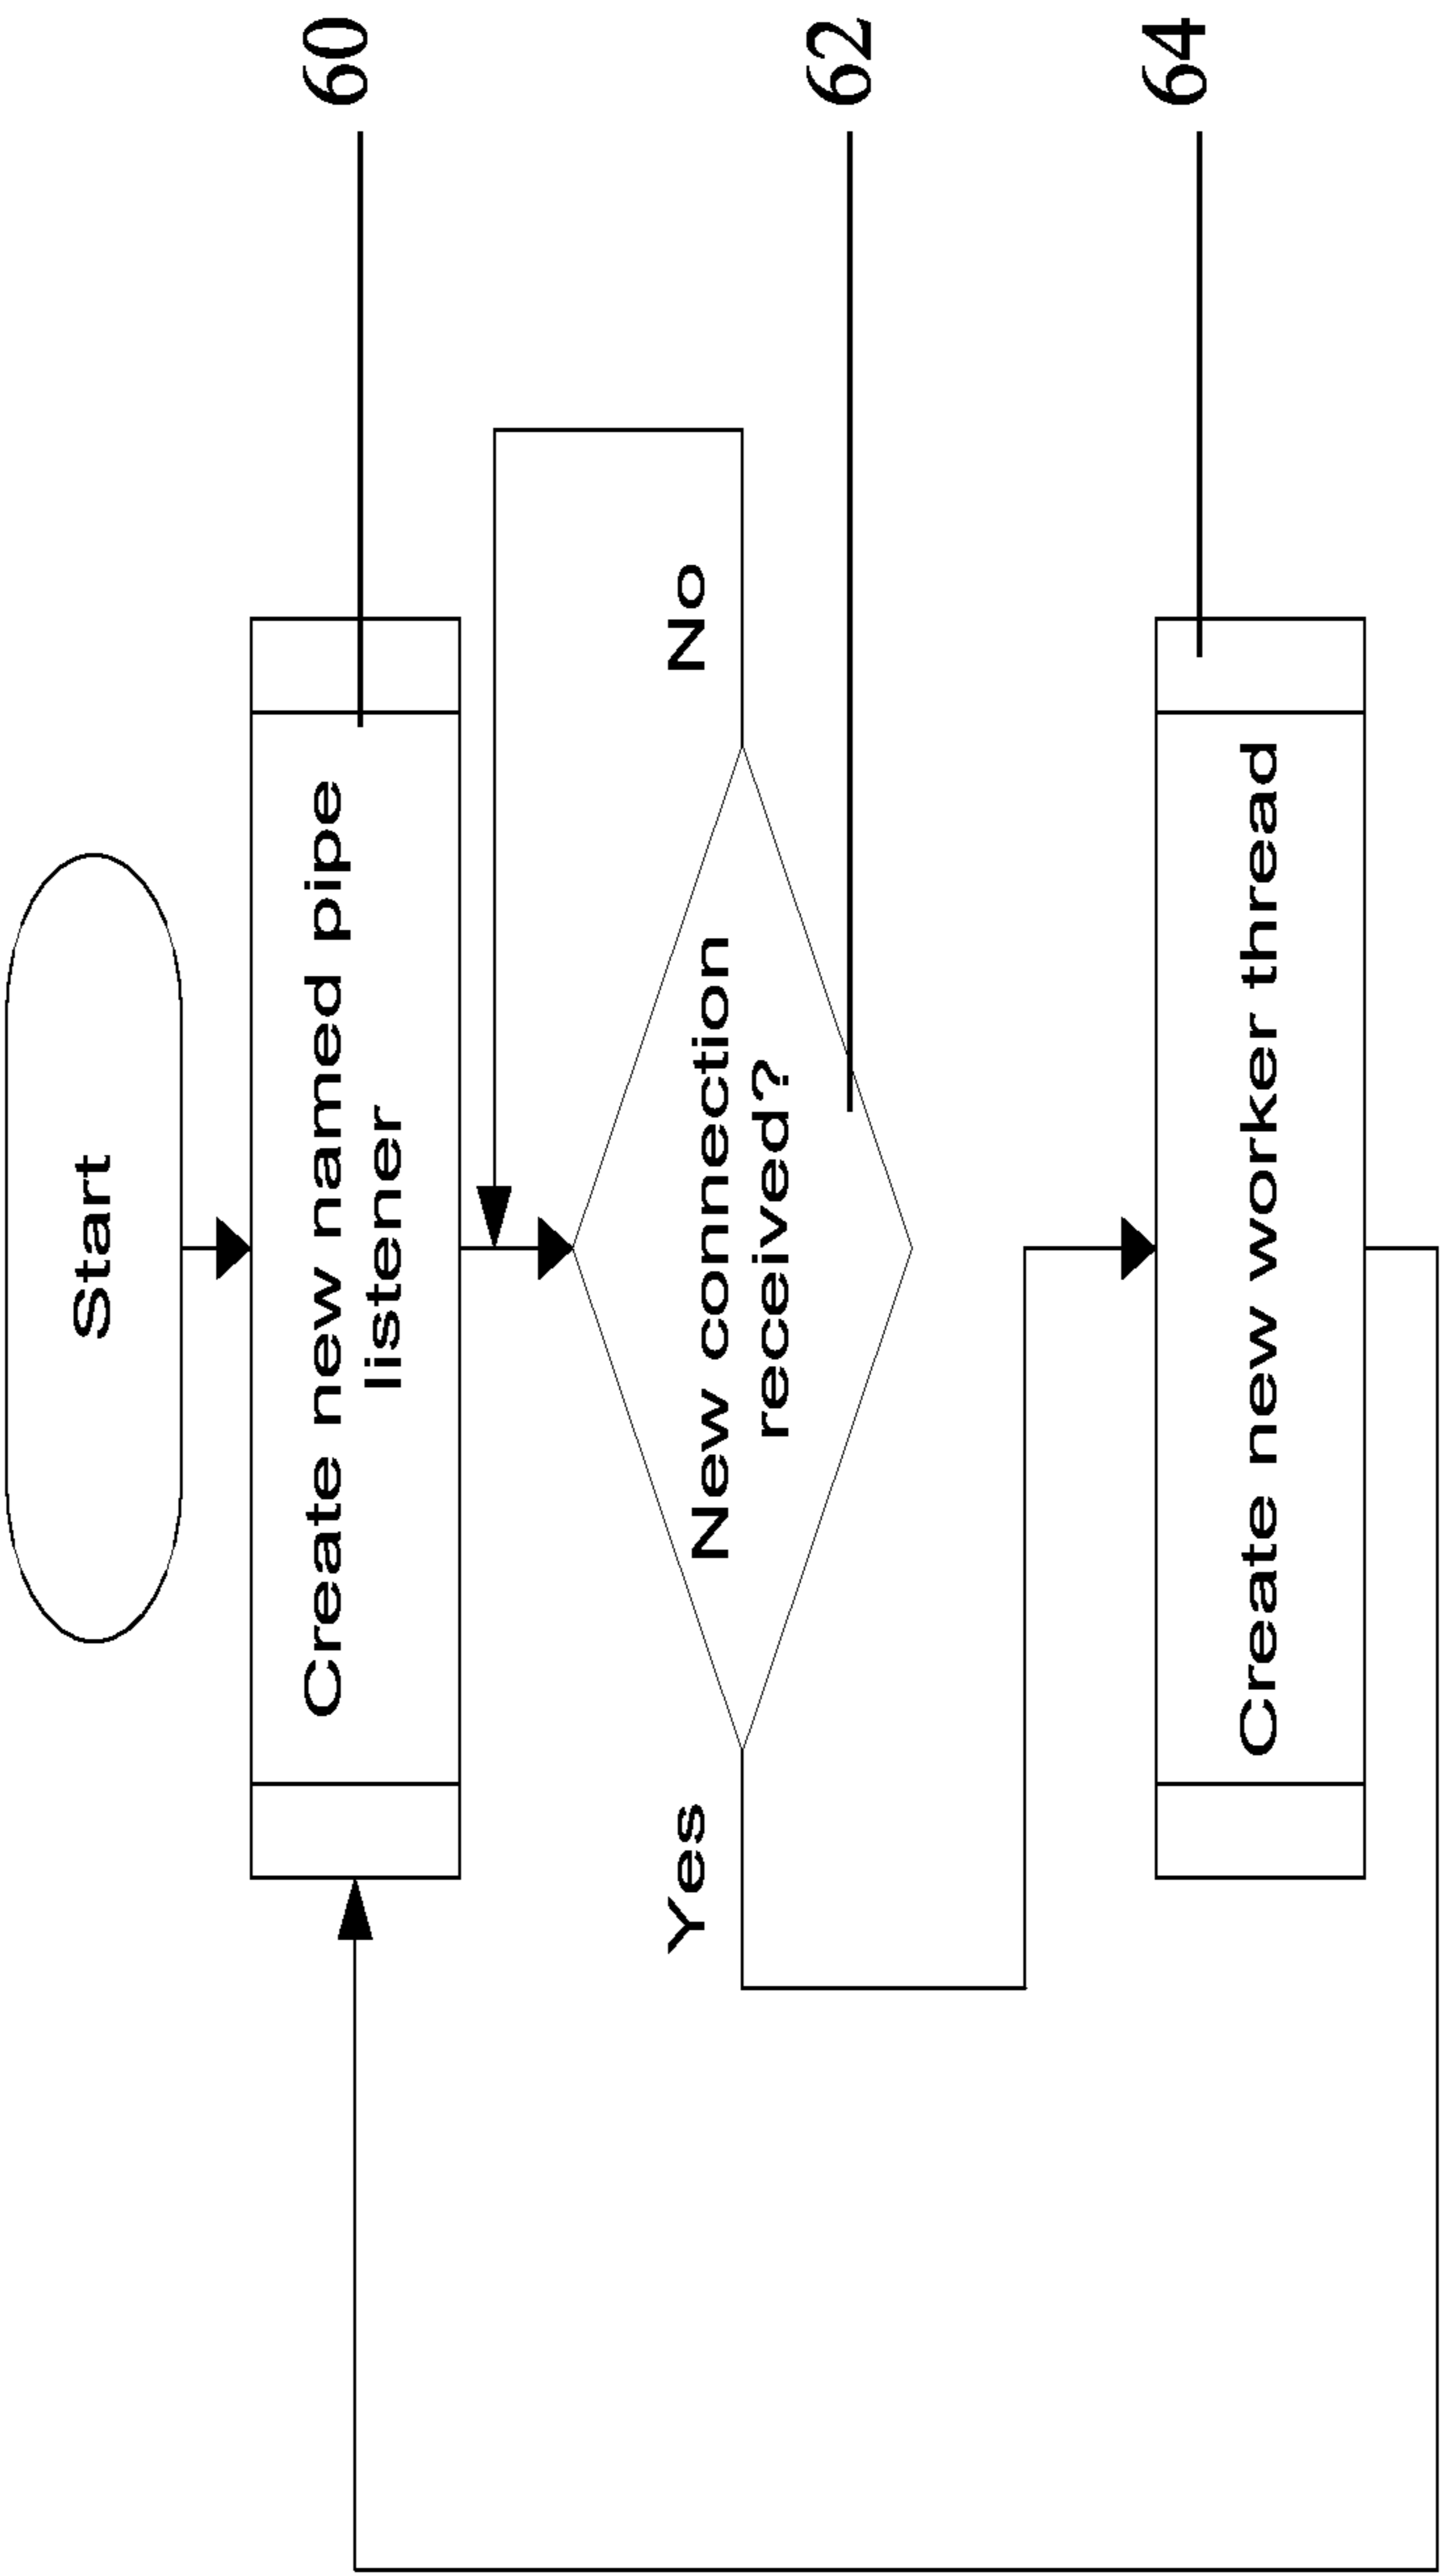 Start
Create new named pipe
listener
60
No
New connection
received?
62
Yes
Create new worker thread
64